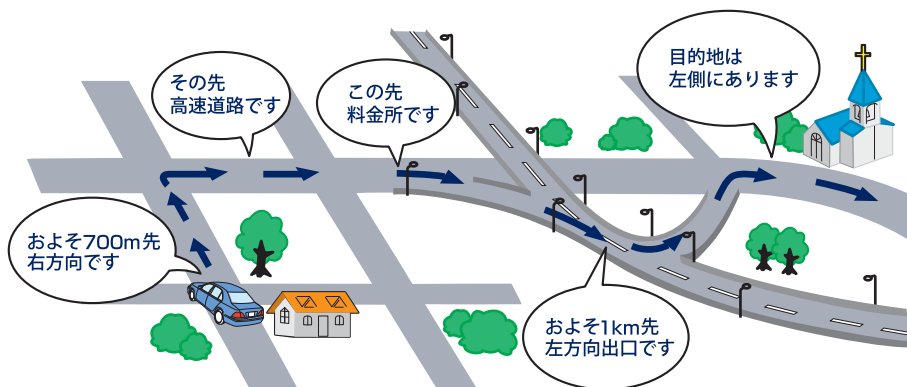 およそ700m先
右方向です
その先
高速道路です
この先
料金所です
およそ1km先
左方向出口です
目的地は
左側にあります